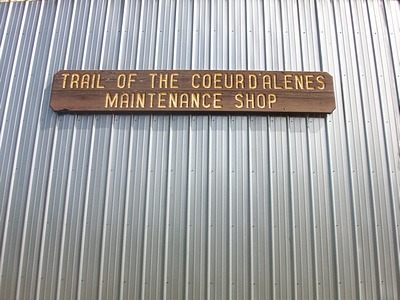 TRAIL OF THE COEUR D'ALENES
MAINTENANCE SHOP